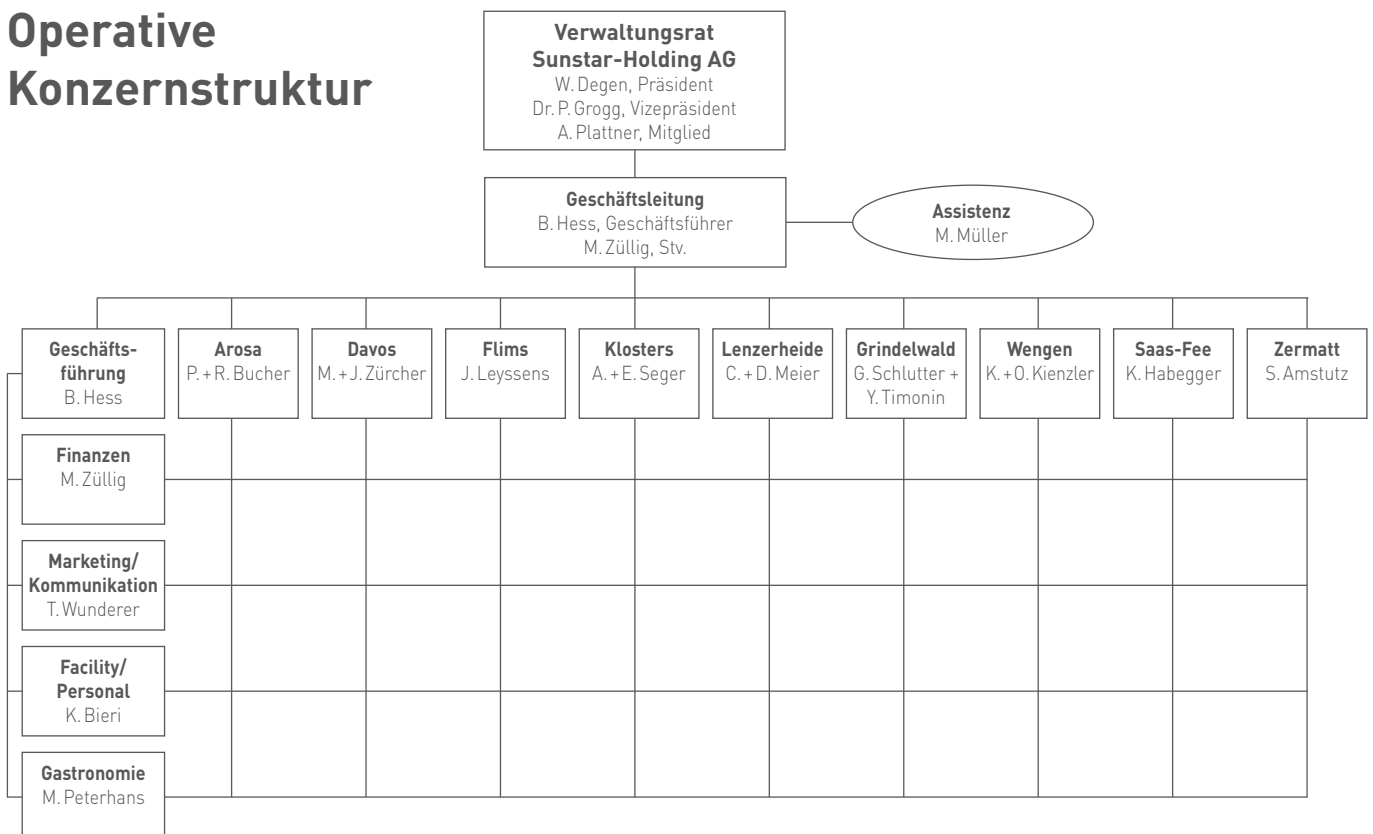 Operative
Konzernstruktur
Verwaltungsrat
Sunstar-Holding AG
W. Degen, Präsident
Dr. P. Grogg, Vizepräsident
A. Plattner, Mitglied
Geschäftsleitung
B. Hess, Geschäftsführer
M. Züllig, Stv.
Assistenz
M. Müller
Geschäfts-
führung
B. Hess
Arosa
P. + R. Bucher
Davos
M. + J. Zürcher
Flims
J. Leyssens
Klosters
A. + E. Seger
Lenzerheide
C. + D. Meier
Grindelwald
G. Schlutter +
Y. Timonin
Wengen
K. + O. Kienzler
Saas-Fee
K. Habegger
Zermatt
S. Amstutz
Finanzen
M. Züllig
Marketing/
Kommunikation
T. Wunderer
Facility/
Personal
K. Bieri
Gastronomie
M. Peterhans